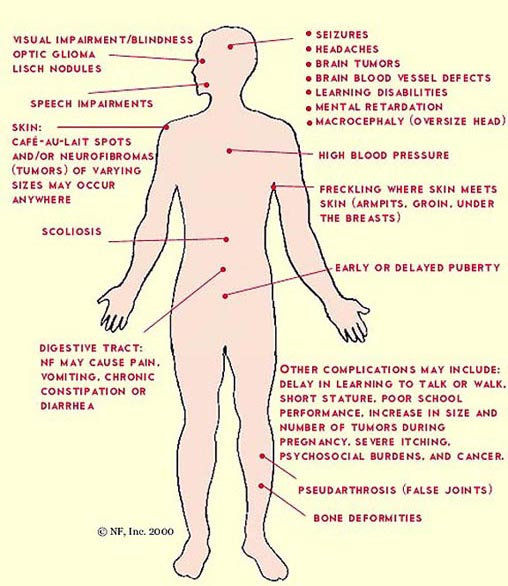 VISUAL IMPAIRMENT/BLINDNESS
OPTIC GLIOMA
LISCH NODULES
SPEECH IMPAIRMENTS
SKIN:
CAFÉ-AU-LAIT SPOTS
AND/OR NEUROFIBROMAS
(TUMORS) OF VARYING
SIZES MAY OCCUR
ANYWHERE
SCOLIOSIS
DIGESTIVE TRACT:
NF MAY CAUSE PAIN,
VOMITING, CHRONIC
CONSTIPATION OR
DIARRHEA
© NF, Inc. 2000
• SEIZURES
• HEADACHES
• BRAIN TUMORS
• BRAIN BLOOD VESSEL DEFECTS
• LEARNING DISABILITIES
• MENTAL RETARDATION
• MACROCEPHALY (OVERSIZE HEAD)
HIGH BLOOD PRESSURE
FRECKLING WHERE SKIN MEETS
SKIN (ARMPITS, GROIN, UNDER
THE BREASTS)
EARLY OR DELAYED PUBERTY
OTHER COMPLICATIONS MAY INCLUDE:
DELAY IN LEARNING TO TALK OR WALK,
SHORT STATURE, POOR SCHOOL
PERFORMANCE, INCREASE IN SIZE AND
NUMBER OF TUMORS DURING
PREGNANCY, SEVERE ITCHING,
PSYCHOSOCIAL BURDENS, AND CANCER.
PSEUDARTHROSIS (FALSE JOINTS)
BONE DEFORMITIES